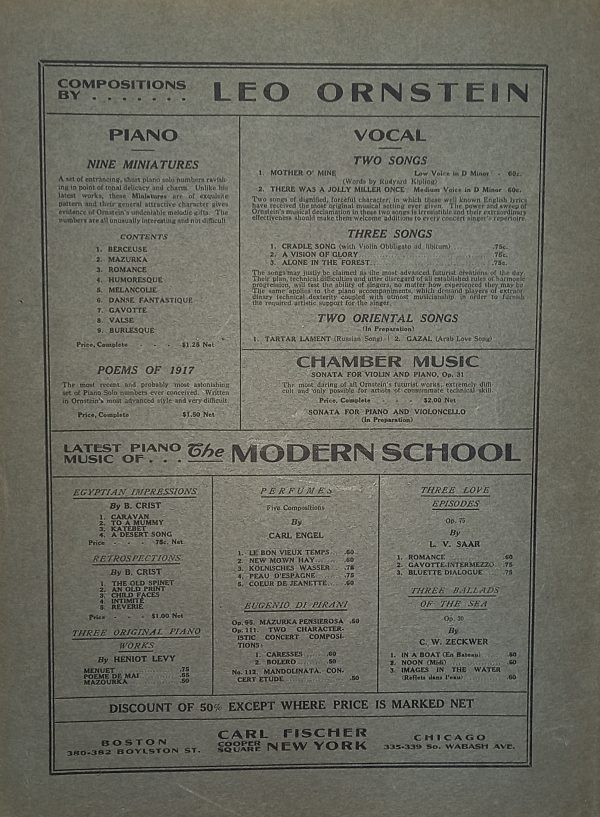 COMPOSITIONS
BY . . . . . . . LEO ORNSTEIN
PIANO
NINE MINIATURES
A set of entrancing, short piano solo numbers ravish-
ing in point of tonal delicacy and charm. Unlike his
latest works, these Miniatures are of exquisite
pattern and their general attractive character gives
evidence of Ornstein's undeniable melodic gifts. The
numbers are all unusually interesting and not difficult.
CONTENTS
1. BERCEUSE
2. MAZURKA
3. ROMANCE
4. HUMORESQUE
5. MELANCOLIE
6. DANSE FANTASTIQUE
7. GAVOTTE
8. VALSE
9. BURLESQUE
Price, Complete - - - $1.25 Net
POEMS OF 1917
The most recent and probably most astonishing
set of Piano Solo numbers ever conceived. Written
in Ornstein's most advanced style and very difficult.
Price, Complete $1.50 Net
VOCAL
TWO SONGS
1. MOTHER O' MINE Low Voice in D Minor - 60c.
(Words by Rudyard Kipling)
2. THERE WAS A JOLLY MILLER ONCE Medium Voice in D Minor 60c.
Two songs of dignified, forceful character, in which these well known English lyrics
have received the most original musical setting ever given. The power and sweep of
Ornstein's musical declamation in these two songs is irresistible and their extraordinary
effectiveness should make them welcome additions to every concert singer's repertoire.
THREE SONGS
1. CRADLE SONG (with Violin Obbligato ad. libitum) .75c.
2. A VISION OF GLORY 75c.
3. ALONE IN THE FOREST .75c.
The songs may justly be claimed as the most advanced futurist creations of the day.
Their plan, technical difficulties and utter disregard of all established rules of harmonic
progression, will test the ability of singers, no matter how experienced they may be.
The same applies to the piano accompaniments, which demand players of extraor-
dinary technical dexterity coupled with utmost musicianship in order to furnish
the required artistic support for the singer.
TWO ORIENTAL SONGS
(In Preparation)
1. TARTAR LAMENT (Russian Song) | 2. GAZAL (Arab Love Song)
CHAMBER MUSIC
SONATA FOR VIOLIN AND PIANO, Op. 31
The most daring of all Ornstein's futurist works, extremely diffi-
cult and only possible for artists of consummate technical skill.
Price, Complete - - $2.00 Net
SONATA FOR PIANO AND VIOLONCELLO
(In Preparation)
LATEST PIANO
MUSIC OF . . . The MODERN SCHOOL
EGYPTIAN IMPRESSIONS
By B. CRIST
1. CARAVAN
2. TO A MUMMY
3. KATEBET
4. A DESERT SONG
Price - - - 75c. Net
RETROSPECTIONS
By B. CRIST
1. THE OLD SPINET
2. AN OLD PRINT
3. CHILD FACES
4. INTIMITÉ
5. REVERIE
Price - - $1.00 Net
THREE ORIGINAL PIANO
WORKS
By HENIOT LEVY
MENUET .75
POEME DE MAI .55
MAZOURKA .50
PERFUMES
Five Compositions
By
CARL ENGEL
1. LE BON VIEUX TEMPS .60
2. NEW MOWN HAY .60
3. KÖLNISCHES WASSER .75
4. PEAU D'ESPAGNE .75
5. COEUR DE JEANETTE .60
EUGENIO DI PIRANI
Op. 95. MAZURKA PENSIEROSA .50
Op. 111. TWO CHARACTER-
ISTIC CONCERT COMPOSI-
TIONS:
1. CARESSES .60
2. BOLERO .50
No. 112. MANDOLINATA. CON-
CERT ETUDE .50
THREE LOVE
EPISODES
Op. 75
By
L. V. SAAR
1. ROMANCE .60
2. GAVOTTE-INTERMEZZO .75
3. BLUETTE DIALOGUE .75
THREE BALLADS
OF THE SEA
Op. 30
By
C. W. ZECKWER
1. IN A BOAT (En Bateau) .60
2. NOON (Midi) .60
3. IMAGES IN THE WATER
(Reflets dans l'eau) .60
DISCOUNT OF 50% EXCEPT WHERE PRICE IS MARKED NET
BOSTON
380-382 BOYLSTON ST.
CARL FISCHER
COOPER
SQUARE NEW YORK
CHICAGO
335-339 So. WABASH AVE.